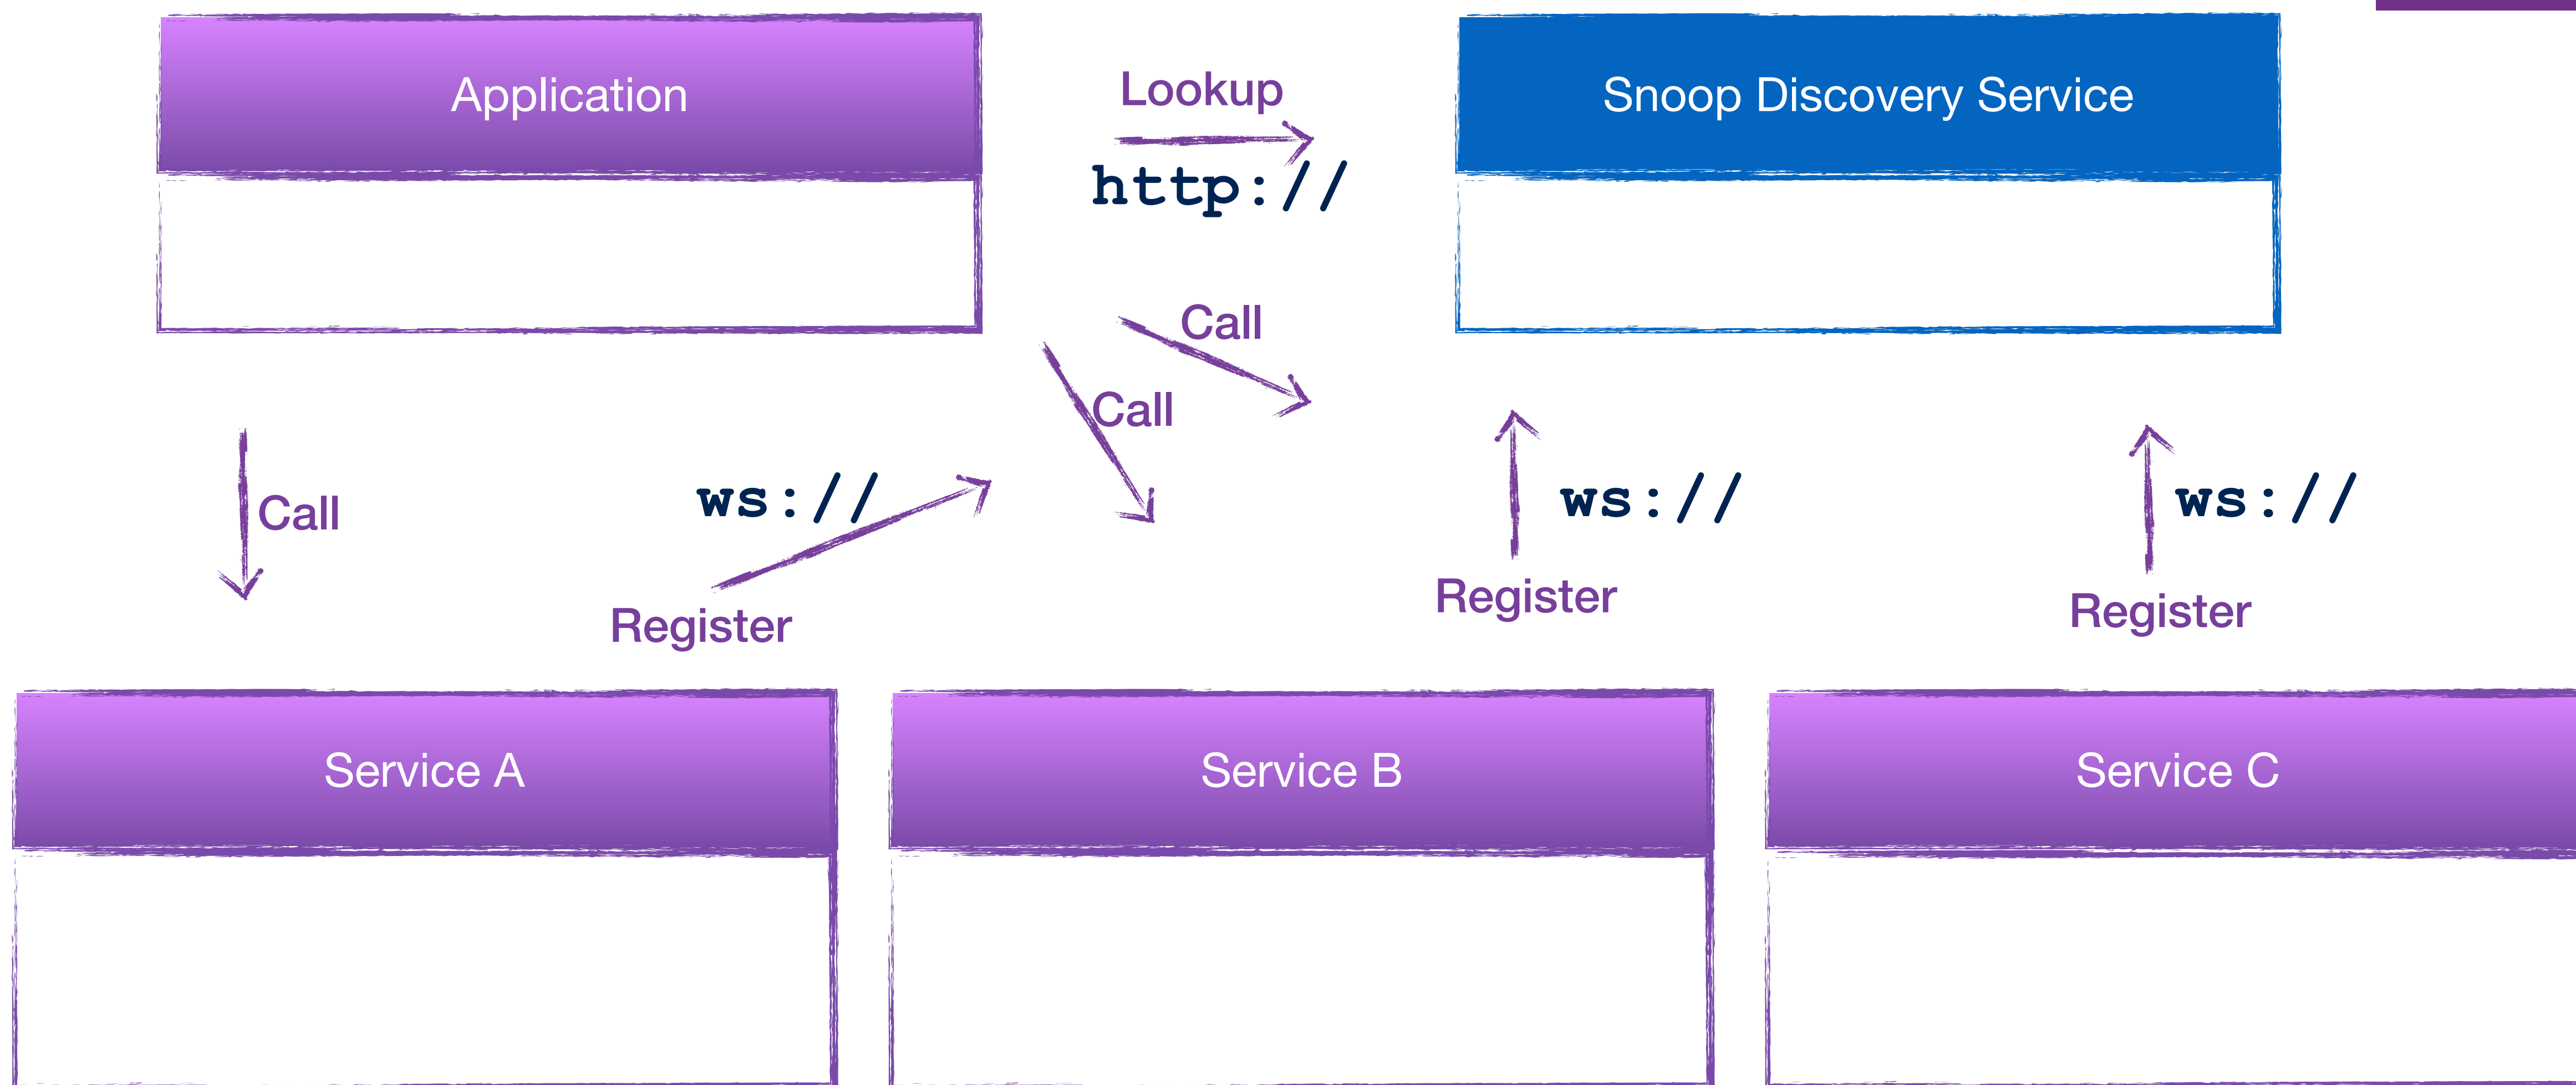 Application
Lookup
http://
Snoop Discovery Service
Call
Call
Call
ws://
Register
ws://
Register
ws://
Register
Service A
Service B
Service C